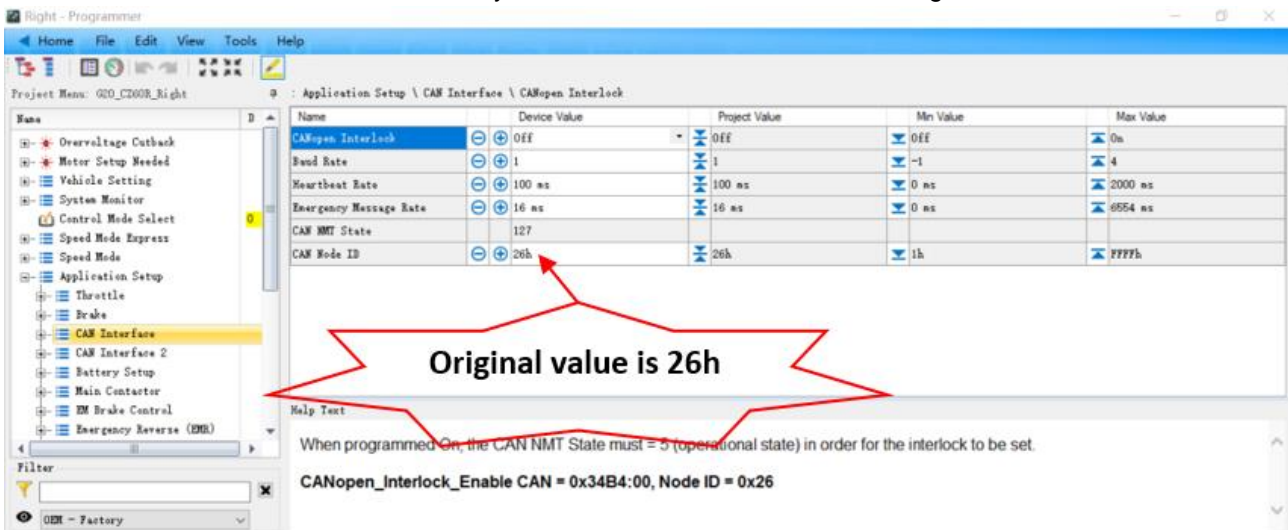 Right - Programmer
Home File Edit View Tools Help
Project Menu: G20_CZ60R_Right
: Application Setup \ CAN Interface \ CANopen Interlock
Name D
Overvoltage Cutback
Motor Setup Needed
Vehicle Setting
System Monitor
Control Mode Select 0
Speed Mode Express
Speed Mode
Application Setup
Throttle
Brake
CAN Interface
CAN Interface 2
Battery Setup
Main Contactor
EM Brake Control
Emergency Reverse (EMR)
Filter
OEM - Factory
Name Device Value Project Value Min Value Max Value
CANopen Interlock Off Off Off On
Baud Rate 1 1 -1 4
Heartbeat Rate 100 ms 100 ms 0 ms 2000 ms
Emergency Message Rate 16 ms 16 ms 0 ms 6554 ms
CAN NMT State 127
CAN Node ID 26h 26h 1h FFFFh
Original value is 26h
Help Text
When programmed On, the CAN NMT State must = 5 (operational state) in order for the interlock to be set.
CANopen_Interlock_Enable CAN = 0x34B4:00, Node ID = 0x26